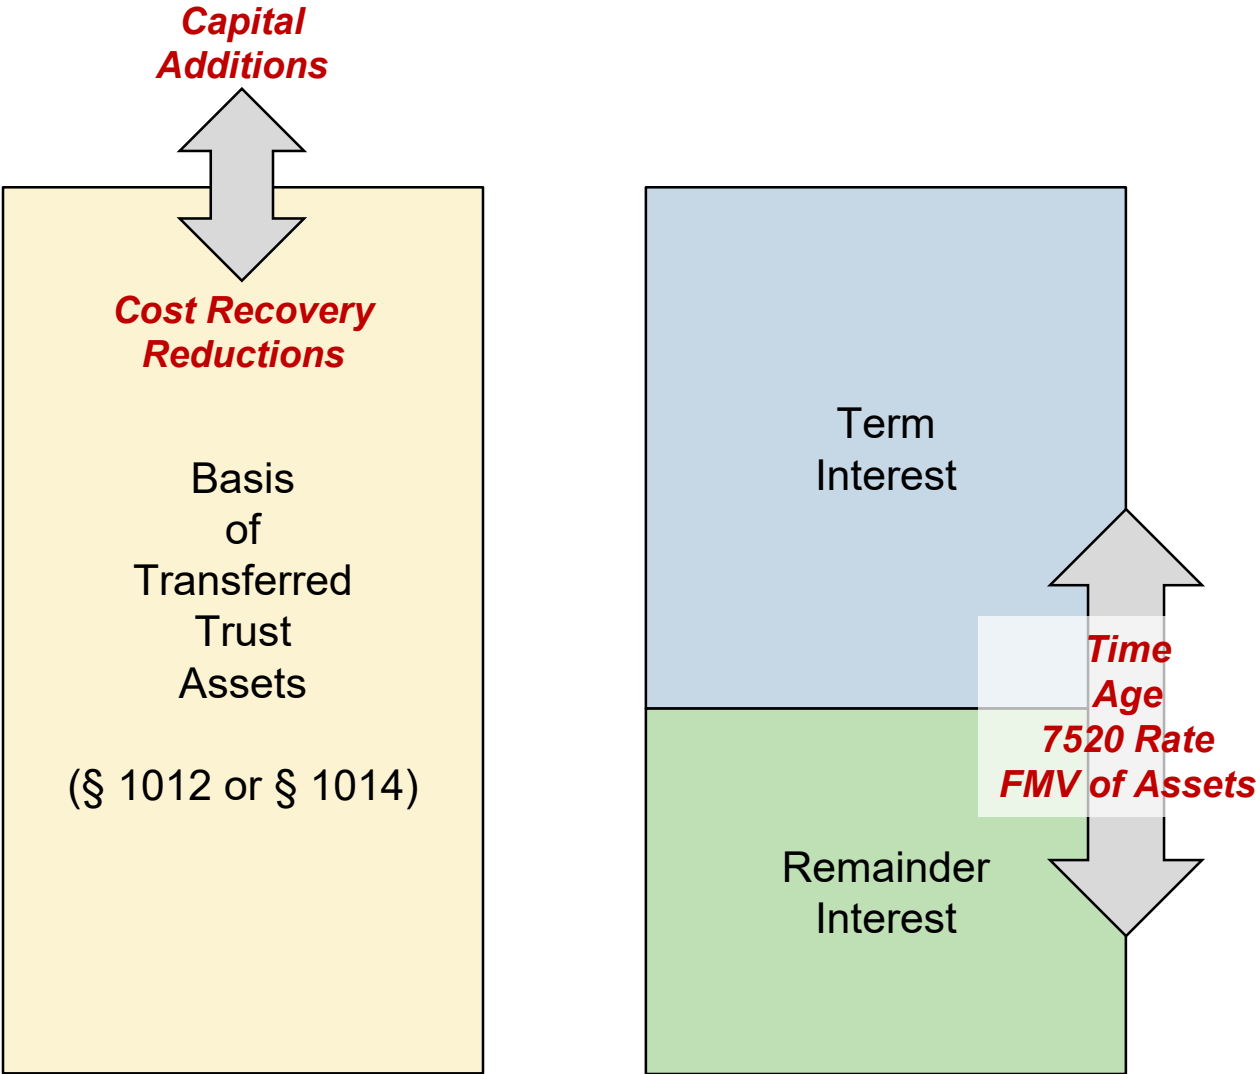 Capital
Additions
Cost Recovery
Reductions
Basis
of
Transferred
Trust
Assets
(§ 1012 or § 1014)
Term
Interest
Time
Age
7520 Rate
FMV of Assets
Remainder
Interest